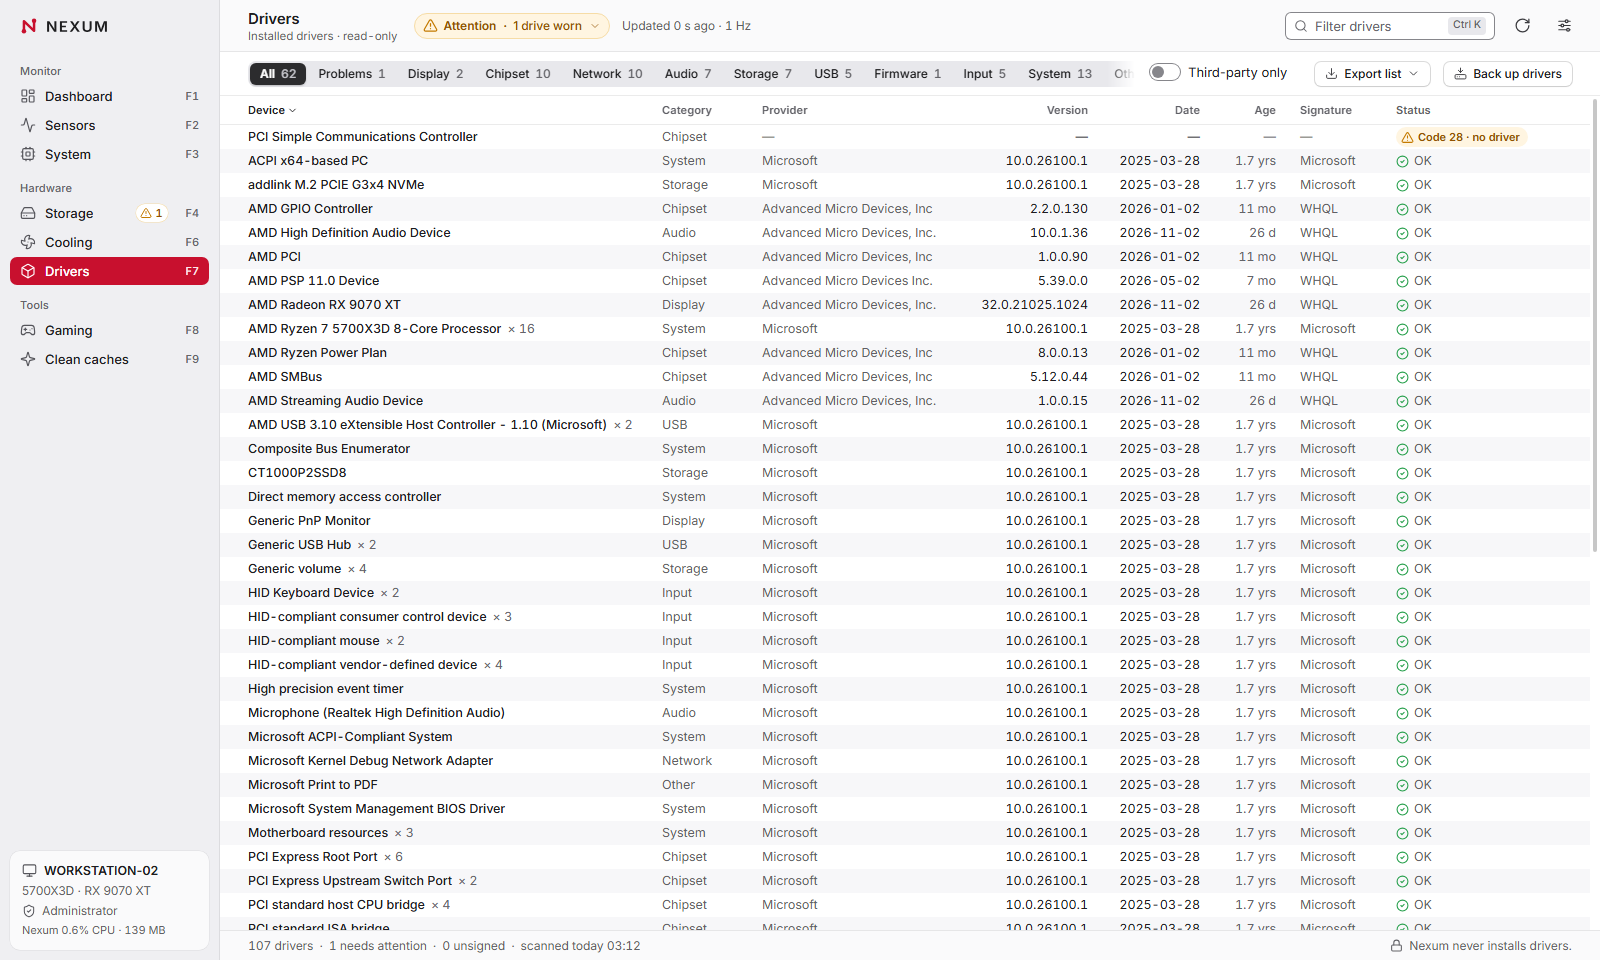 NEXUM
Monitor
Dashboard F1
Sensors F2
System F3
Hardware
Storage 1 F4
Cooling F6
Drivers F7
Tools
Gaming F8
Clean caches F9
WORKSTATION-02
5700X3D · RX 9070 XT
Administrator
Nexum 0.6% CPU · 139 MB
Drivers
Installed drivers · read-only
Attention · 1 drive worn
Updated 0 s ago · 1 Hz
Filter drivers Ctrl K
All 62 Problems 1 Display 2 Chipset 10 Network 10 Audio 7 Storage 7 USB 5 Firmware 1 Input 5 System 13
Third-party only
Export list
Back up drivers
Device Category Provider Version Date Age Signature Status
PCI Simple Communications Controller Chipset — — — — — Code 28 · no driver
ACPI x64-based PC System Microsoft 10.0.26100.1 2025-03-28 1.7 yrs Microsoft OK
addlink M.2 PCIE G3x4 NVMe Storage Microsoft 10.0.26100.1 2025-03-28 1.7 yrs Microsoft OK
AMD GPIO Controller Chipset Advanced Micro Devices, Inc 2.2.0.130 2026-01-02 11 mo WHQL OK
AMD High Definition Audio Device Audio Advanced Micro Devices, Inc. 10.0.1.36 2026-11-02 26 d WHQL OK
AMD PCI Chipset Advanced Micro Devices, Inc 1.0.0.90 2026-01-02 11 mo WHQL OK
AMD PSP 11.0 Device Chipset Advanced Micro Devices Inc. 5.39.0.0 2026-05-02 7 mo WHQL OK
AMD Radeon RX 9070 XT Display Advanced Micro Devices, Inc. 32.0.21025.1024 2026-11-02 26 d WHQL OK
AMD Ryzen 7 5700X3D 8-Core Processor × 16 System Microsoft 10.0.26100.1 2025-03-28 1.7 yrs Microsoft OK
AMD Ryzen Power Plan Chipset Advanced Micro Devices, Inc 8.0.0.13 2026-01-02 11 mo WHQL OK
AMD SMBus Chipset Advanced Micro Devices, Inc 5.12.0.44 2026-01-02 11 mo WHQL OK
AMD Streaming Audio Device Audio Advanced Micro Devices, Inc. 1.0.0.15 2026-11-02 26 d WHQL OK
AMD USB 3.10 eXtensible Host Controller - 1.10 (Microsoft) × 2 USB Microsoft 10.0.26100.1 2025-03-28 1.7 yrs Microsoft OK
Composite Bus Enumerator System Microsoft 10.0.26100.1 2025-03-28 1.7 yrs Microsoft OK
CT1000P2SSD8 Storage Microsoft 10.0.26100.1 2025-03-28 1.7 yrs Microsoft OK
Direct memory access controller System Microsoft 10.0.26100.1 2025-03-28 1.7 yrs Microsoft OK
Generic PnP Monitor Display Microsoft 10.0.26100.1 2025-03-28 1.7 yrs Microsoft OK
Generic USB Hub × 2 USB Microsoft 10.0.26100.1 2025-03-28 1.7 yrs Microsoft OK
Generic volume × 4 Storage Microsoft 10.0.26100.1 2025-03-28 1.7 yrs Microsoft OK
HID Keyboard Device × 2 Input Microsoft 10.0.26100.1 2025-03-28 1.7 yrs Microsoft OK
HID-compliant consumer control device × 3 Input Microsoft 10.0.26100.1 2025-03-28 1.7 yrs Microsoft OK
HID-compliant mouse × 2 Input Microsoft 10.0.26100.1 2025-03-28 1.7 yrs Microsoft OK
HID-compliant vendor-defined device × 4 Input Microsoft 10.0.26100.1 2025-03-28 1.7 yrs Microsoft OK
High precision event timer System Microsoft 10.0.26100.1 2025-03-28 1.7 yrs Microsoft OK
Microphone (Realtek High Definition Audio) Audio Microsoft 10.0.26100.1 2025-03-28 1.7 yrs Microsoft OK
Microsoft ACPI-Compliant System System Microsoft 10.0.26100.1 2025-03-28 1.7 yrs Microsoft OK
Microsoft Kernel Debug Network Adapter Network Microsoft 10.0.26100.1 2025-03-28 1.7 yrs Microsoft OK
Microsoft Print to PDF Other Microsoft 10.0.26100.1 2025-03-28 1.7 yrs Microsoft OK
Microsoft System Management BIOS Driver System Microsoft 10.0.26100.1 2025-03-28 1.7 yrs Microsoft OK
Motherboard resources × 3 System Microsoft 10.0.26100.1 2025-03-28 1.7 yrs Microsoft OK
PCI Express Root Port × 6 Chipset Microsoft 10.0.26100.1 2025-03-28 1.7 yrs Microsoft OK
PCI Express Upstream Switch Port × 2 Chipset Microsoft 10.0.26100.1 2025-03-28 1.7 yrs Microsoft OK
PCI standard host CPU bridge × 4 Chipset Microsoft 10.0.26100.1 2025-03-28 1.7 yrs Microsoft OK
PCI standard ISA bridge Chipset Microsoft 10.0.26100.1 2025-03-28 1.7 yrs Microsoft OK
107 drivers · 1 needs attention · 0 unsigned · scanned today 03:12
Nexum never installs drivers.